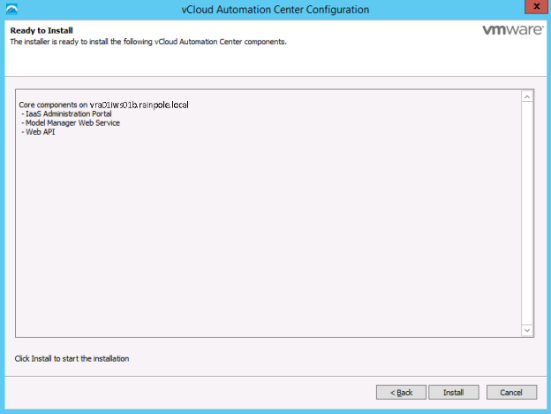 vCloud Automation Center Configuration
x
Ready to Install
The installer is ready to install the following vCloud Automation Center components.
vmware
Core components on vra01iws01b.rainpole.local
- IaaS Administration Portal
- Model Manager Web Service
- Web API
Click Install to start the installation
< Back
Install
Cancel